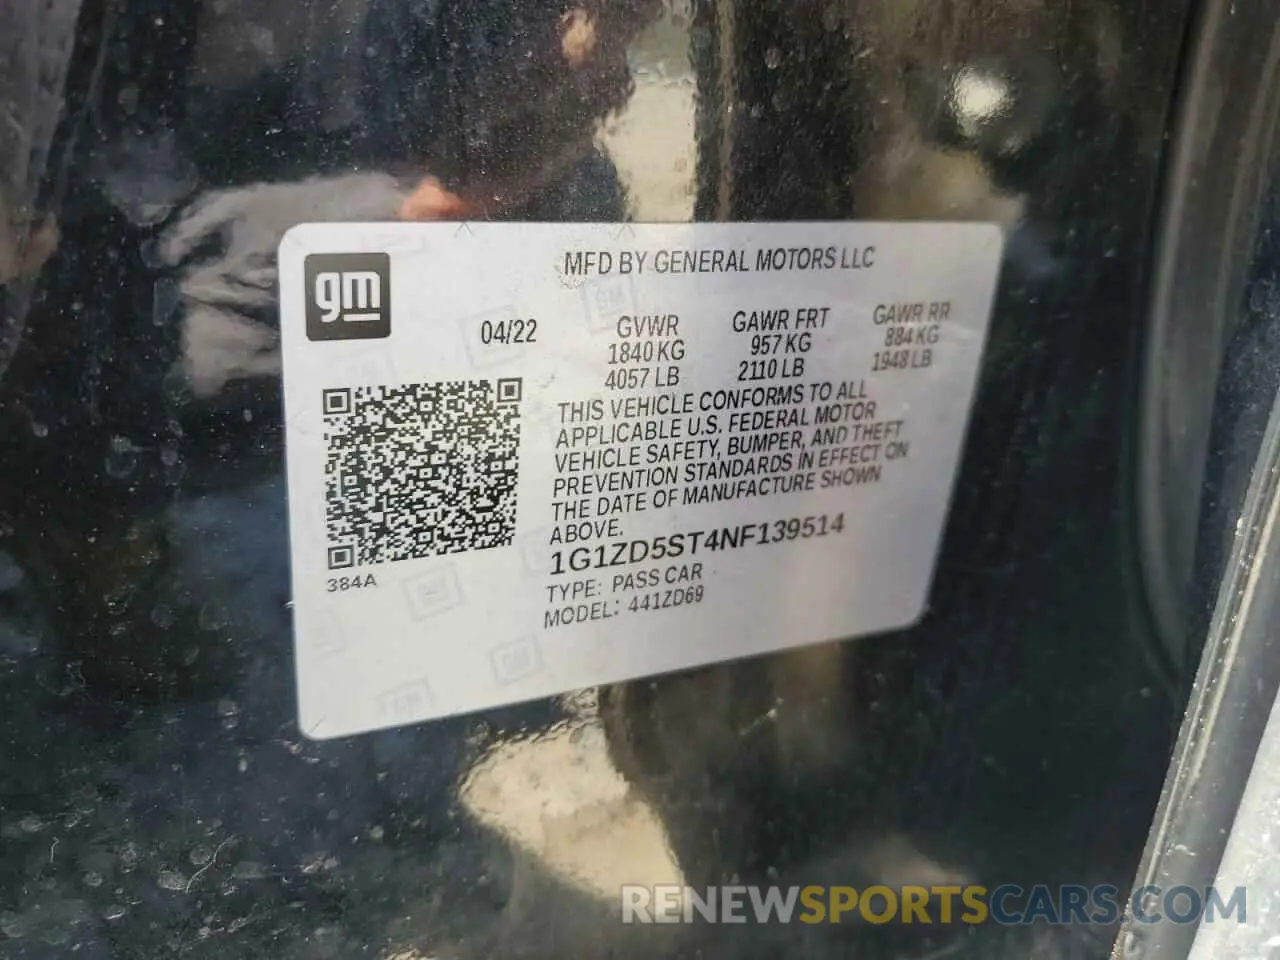 gm
MFD BY GENERAL MOTORS LLC
04/22
GVWR
1840 KG
4057 LB
GAWR FRT
957 KG
2110 LB
GAWR RR
884 KG
1948 LB
THIS VEHICLE CONFORMS TO ALL
APPLICABLE U.S. FEDERAL MOTOR
VEHICLE SAFETY, BUMPER, AND THEFT
PREVENTION STANDARDS IN EFFECT ON
THE DATE OF MANUFACTURE SHOWN
ABOVE.
1G1ZD5ST4NF139514
TYPE: PASS CAR
MODEL: 441ZD69
384A
RENEWSPORTSCARS.COM